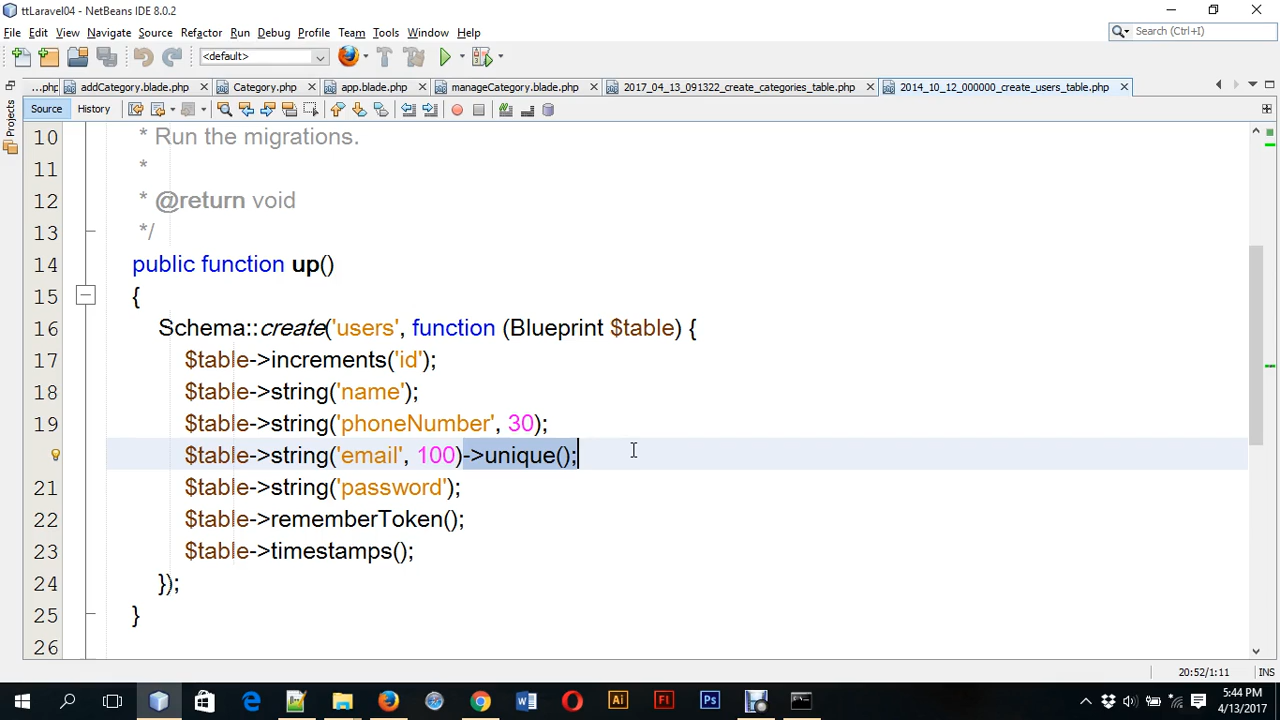 ttLaravel04 - NetBeans IDE 8.0.2
File Edit View Navigate Source Refactor Run Debug Profile Team Tools Window Help
Search (Ctrl+I)
<default>
...php addCategory.blade.php Category.php app.blade.php manageCategory.blade.php 2017_04_13_091322_create_categories_table.php 2014_10_12_000000_create_users_table.php
Source History
Projects
10 * Run the migrations.
11 *
12 * @return void
13 */
14 public function up()
15 {
16 Schema::create('users', function (Blueprint $table) {
17 $table->increments('id');
18 $table->string('name');
19 $table->string('phoneNumber', 30);
$table->string('email', 100)->unique();
21 $table->string('password');
22 $table->rememberToken();
23 $table->timestamps();
24 });
25 }
26
20:52/1:11 INS
Ai Fl Ps
5:44 PM
4/13/2017